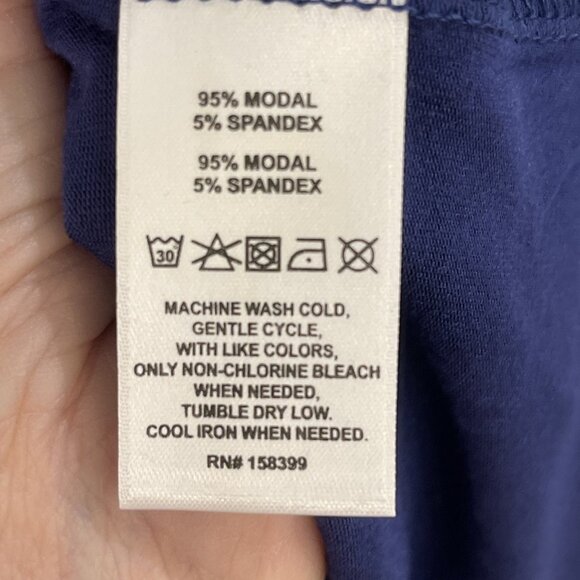 95% MODAL
5% SPANDEX
95% MODAL
5% SPANDEX
30
MACHINE WASH COLD,
GENTLE CYCLE,
WITH LIKE COLORS,
ONLY NON-CHLORINE BLEACH
WHEN NEEDED,
TUMBLE DRY LOW.
COOL IRON WHEN NEEDED.
RN# 158399